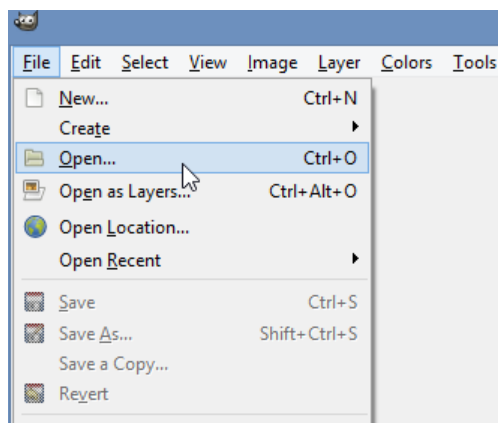 File Edit Select View Image Layer Colors Tools
New... Ctrl+N
Create
Open... Ctrl+O
Open as Layers... Ctrl+Alt+O
Open Location...
Open Recent
Save Ctrl+S
Save As... Shift+Ctrl+S
Save a Copy...
Revert